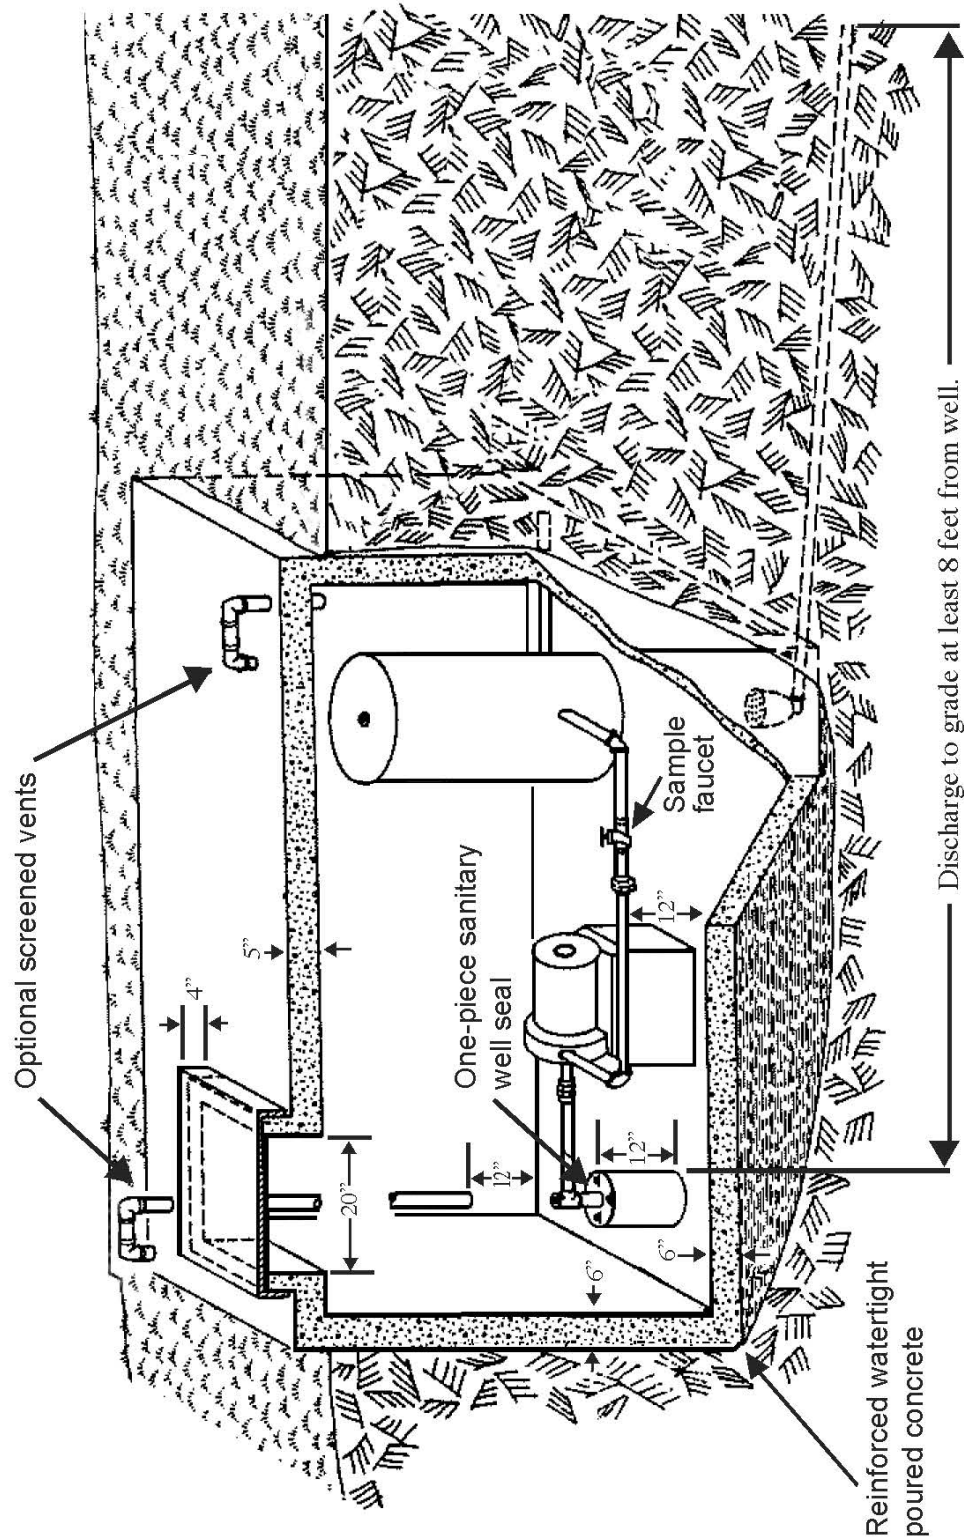 Optional screened vents
4”
5”
20”
12”
One-piece sanitary
well seal
12”
12”
Sample
faucet
6”
6”
Reinforced watertight
poured concrete
Discharge to grade at least 8 feet from well.